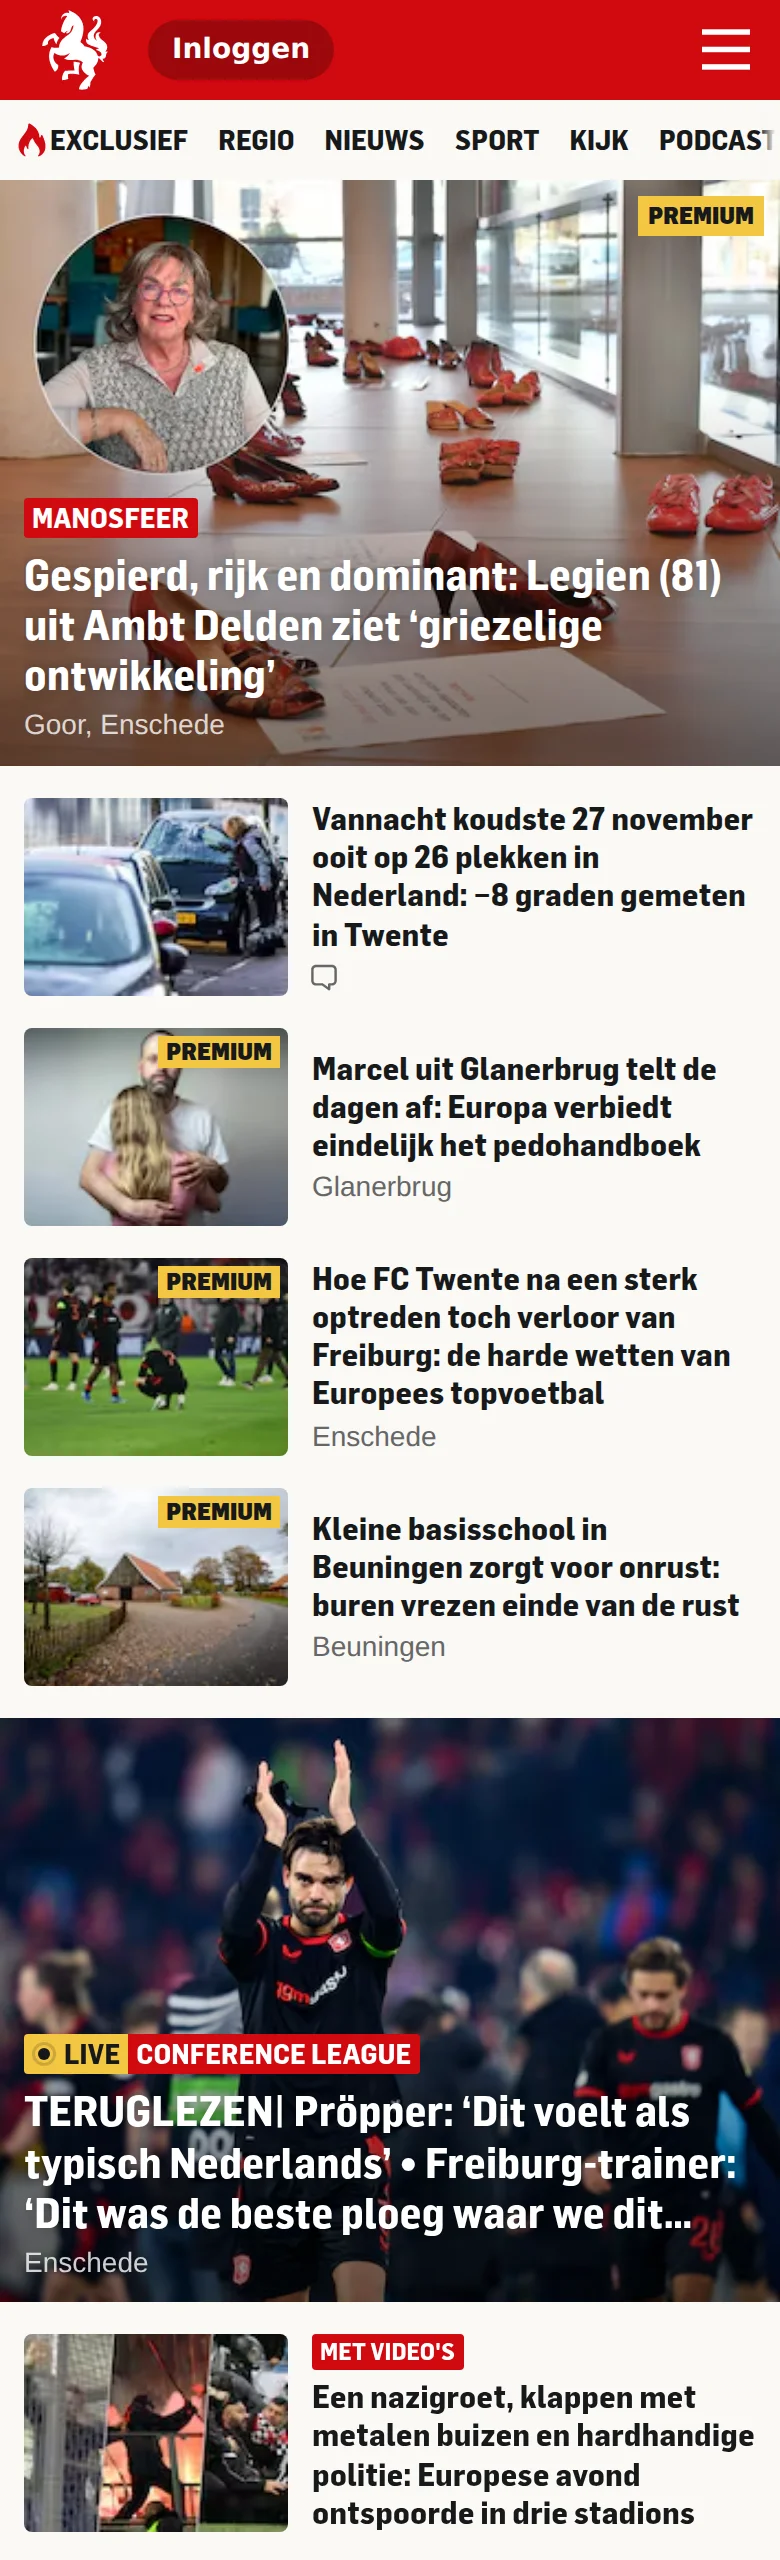 Inloggen
EXCLUSIEF REGIO NIEUWS SPORT KIJK PODCAST
PREMIUM
MANOSFEER
Gespierd, rijk en dominant: Legien (81)
uit Ambt Delden ziet ‘griezelige
ontwikkeling’
Goor, Enschede
Vannacht koudste 27 november
ooit op 26 plekken in
Nederland: –8 graden gemeten
in Twente
PREMIUM
Marcel uit Glanerbrug telt de
dagen af: Europa verbiedt
eindelijk het pedohandboek
Glanerbrug
PREMIUM
Hoe FC Twente na een sterk
optreden toch verloor van
Freiburg: de harde wetten van
Europees topvoetbal
Enschede
PREMIUM
Kleine basisschool in
Beuningen zorgt voor onrust:
buren vrezen einde van de rust
Beuningen
LIVE CONFERENCE LEAGUE
TERUGLEZEN| Pröpper: ‘Dit voelt als
typisch Nederlands’ • Freiburg-trainer:
‘Dit was de beste ploeg waar we dit...
Enschede
MET VIDEO'S
Een nazigroet, klappen met
metalen buizen en hardhandige
politie: Europese avond
ontspoorde in drie stadions